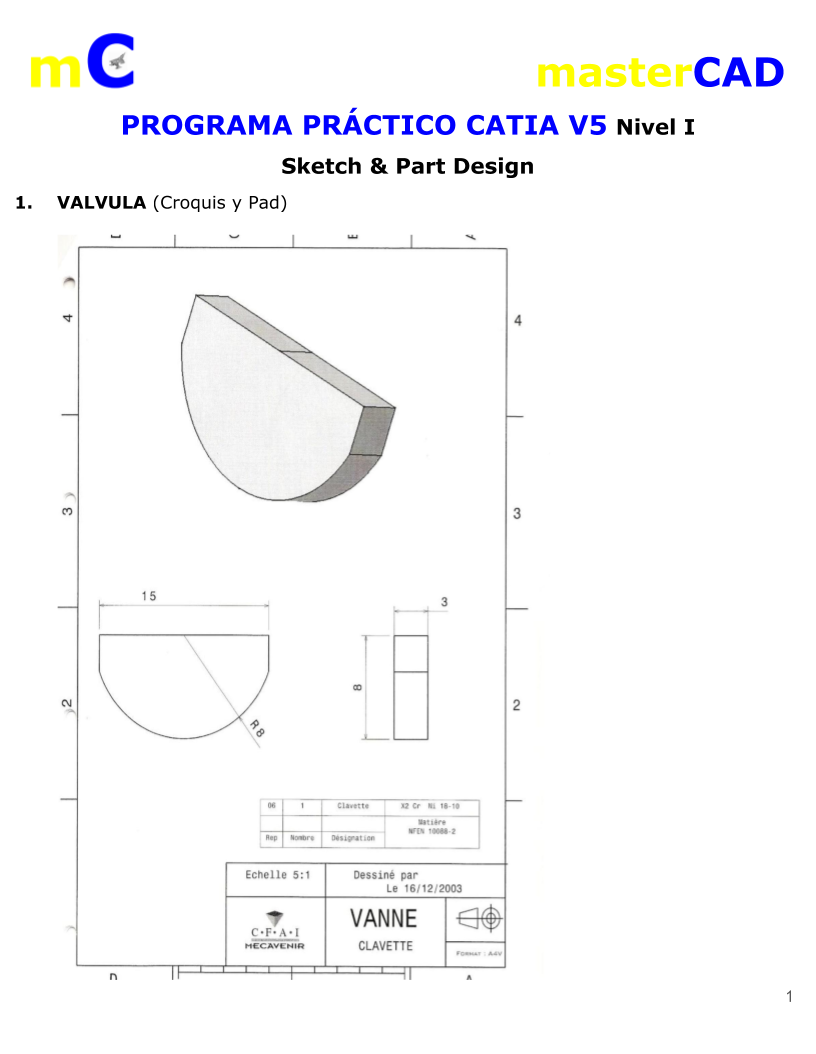 mC masterCAD
PROGRAMA PRÁCTICO CATIA V5 Nivel I
Sketch & Part Design
1. VALVULA (Croquis y Pad)
4 4
3 3
15 3
8
2 2
R8
06 1 Clavette X2 Cr Ni 18-10
Matière
NFEN 10088-2
Rep Nombre Désignation
Echelle 5:1 Dessiné par
Le 16/12/2003
VANNE
C•F•A•I
MECAVENIR
CLAVETTE
FORMAT : A4V
1